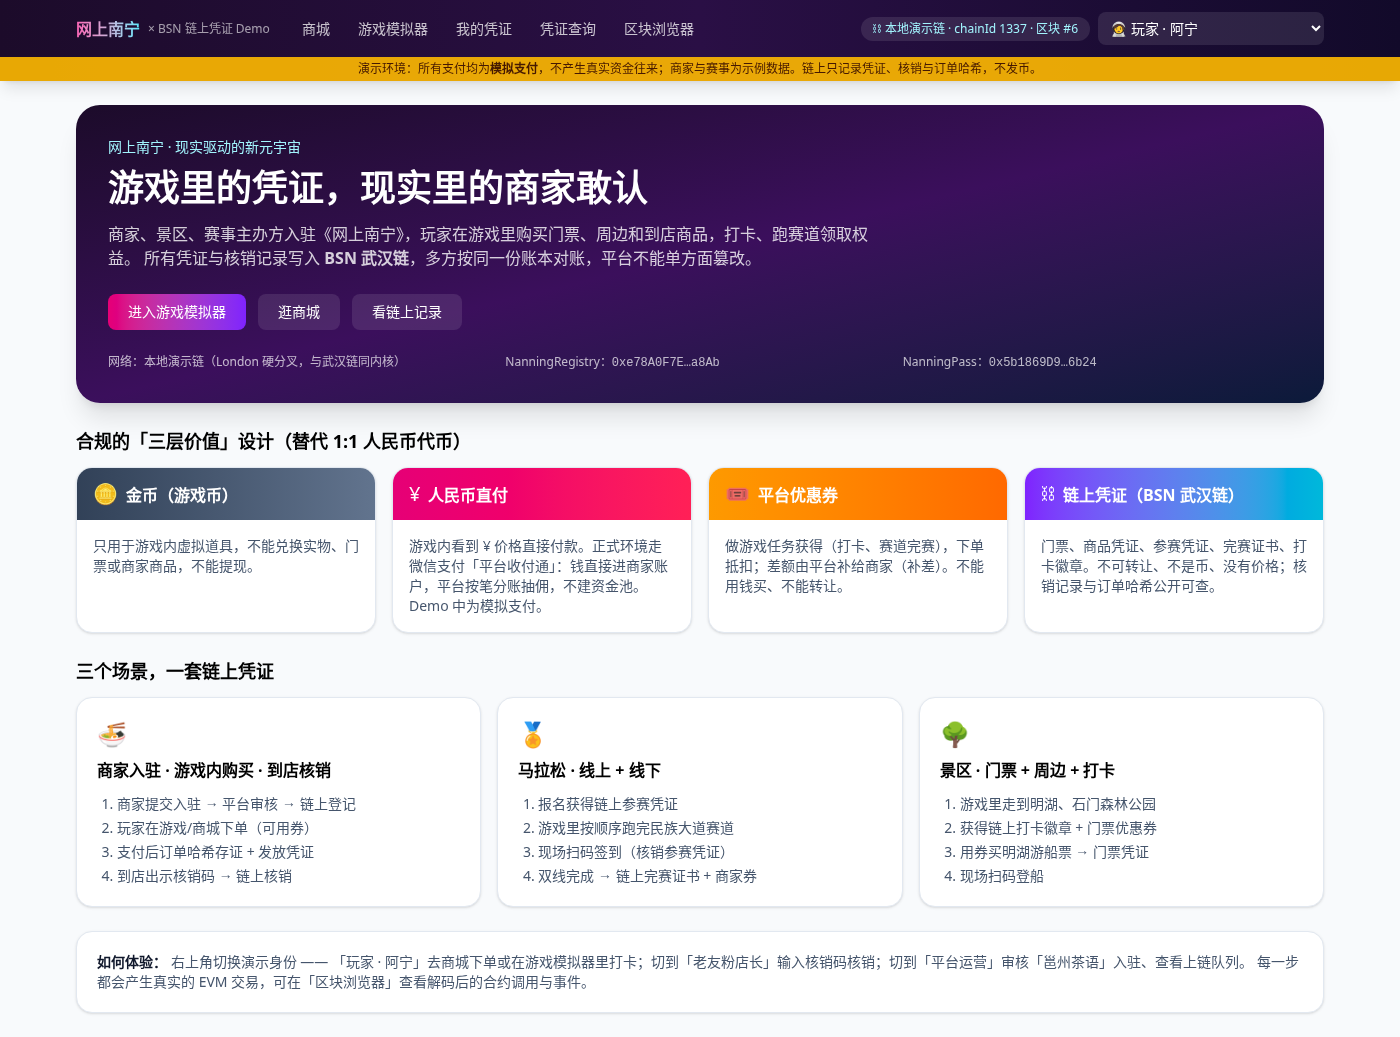 网上南宁 × BSN 链上凭证 Demo 商城 游戏模拟器 我的凭证 凭证查询 区块浏览器 本地演示链 · chainId 1337 · 区块 #6 玩家 · 阿宁
演示环境：所有支付均为模拟支付，不产生真实资金往来；商家与赛事为示例数据。链上只记录凭证、核销与订单哈希，不发币。
网上南宁 · 现实驱动的新元宇宙
游戏里的凭证，现实里的商家敢认
商家、景区、赛事主办方入驻《网上南宁》，玩家在游戏里购买门票、周边和到店商品，打卡、跑赛道领取权
益。 所有凭证与核销记录写入 BSN 武汉链，多方按同一份账本对账，平台不能单方面篡改。
进入游戏模拟器 逛商城 看链上记录
网络：本地演示链（London 硬分叉，与武汉链同内核） NanningRegistry：0xe78A0F7E…a8Ab NanningPass：0x5b1869D9…6b24
合规的「三层价值」设计（替代 1:1 人民币代币）
金币（游戏币）
只用于游戏内虚拟道具，不能兑换实物、门
票或商家商品，不能提现。
¥ 人民币直付
游戏内看到 ¥ 价格直接付款。正式环境走
微信支付「平台收付通」：钱直接进商家账
户，平台按笔分账抽佣，不建资金池。
Demo 中为模拟支付。
平台优惠券
做游戏任务获得（打卡、赛道完赛），下单
抵扣；差额由平台补给商家（补差）。不能
用钱买、不能转让。
链上凭证（BSN 武汉链）
门票、商品凭证、参赛凭证、完赛证书、打
卡徽章。不可转让、不是币、没有价格；核
销记录与订单哈希公开可查。
三个场景，一套链上凭证
商家入驻 · 游戏内购买 · 到店核销
1. 商家提交入驻 → 平台审核 → 链上登记
2. 玩家在游戏/商城下单（可用券）
3. 支付后订单哈希存证 + 发放凭证
4. 到店出示核销码 → 链上核销
马拉松 · 线上 + 线下
1. 报名获得链上参赛凭证
2. 游戏里按顺序跑完民族大道赛道
3. 现场扫码签到（核销参赛凭证）
4. 双线完成 → 链上完赛证书 + 商家券
景区 · 门票 + 周边 + 打卡
1. 游戏里走到明湖、石门森林公园
2. 获得链上打卡徽章 + 门票优惠券
3. 用券买明湖游船票 → 门票凭证
4. 现场扫码登船
如何体验： 右上角切换演示身份 —— 「玩家 · 阿宁」去商城下单或在游戏模拟器里打卡；切到「老友粉店长」输入核销码核销；切到「平台运营」审核「邕州茶语」入驻、查看上链队列。 每一步
都会产生真实的 EVM 交易，可在「区块浏览器」查看解码后的合约调用与事件。